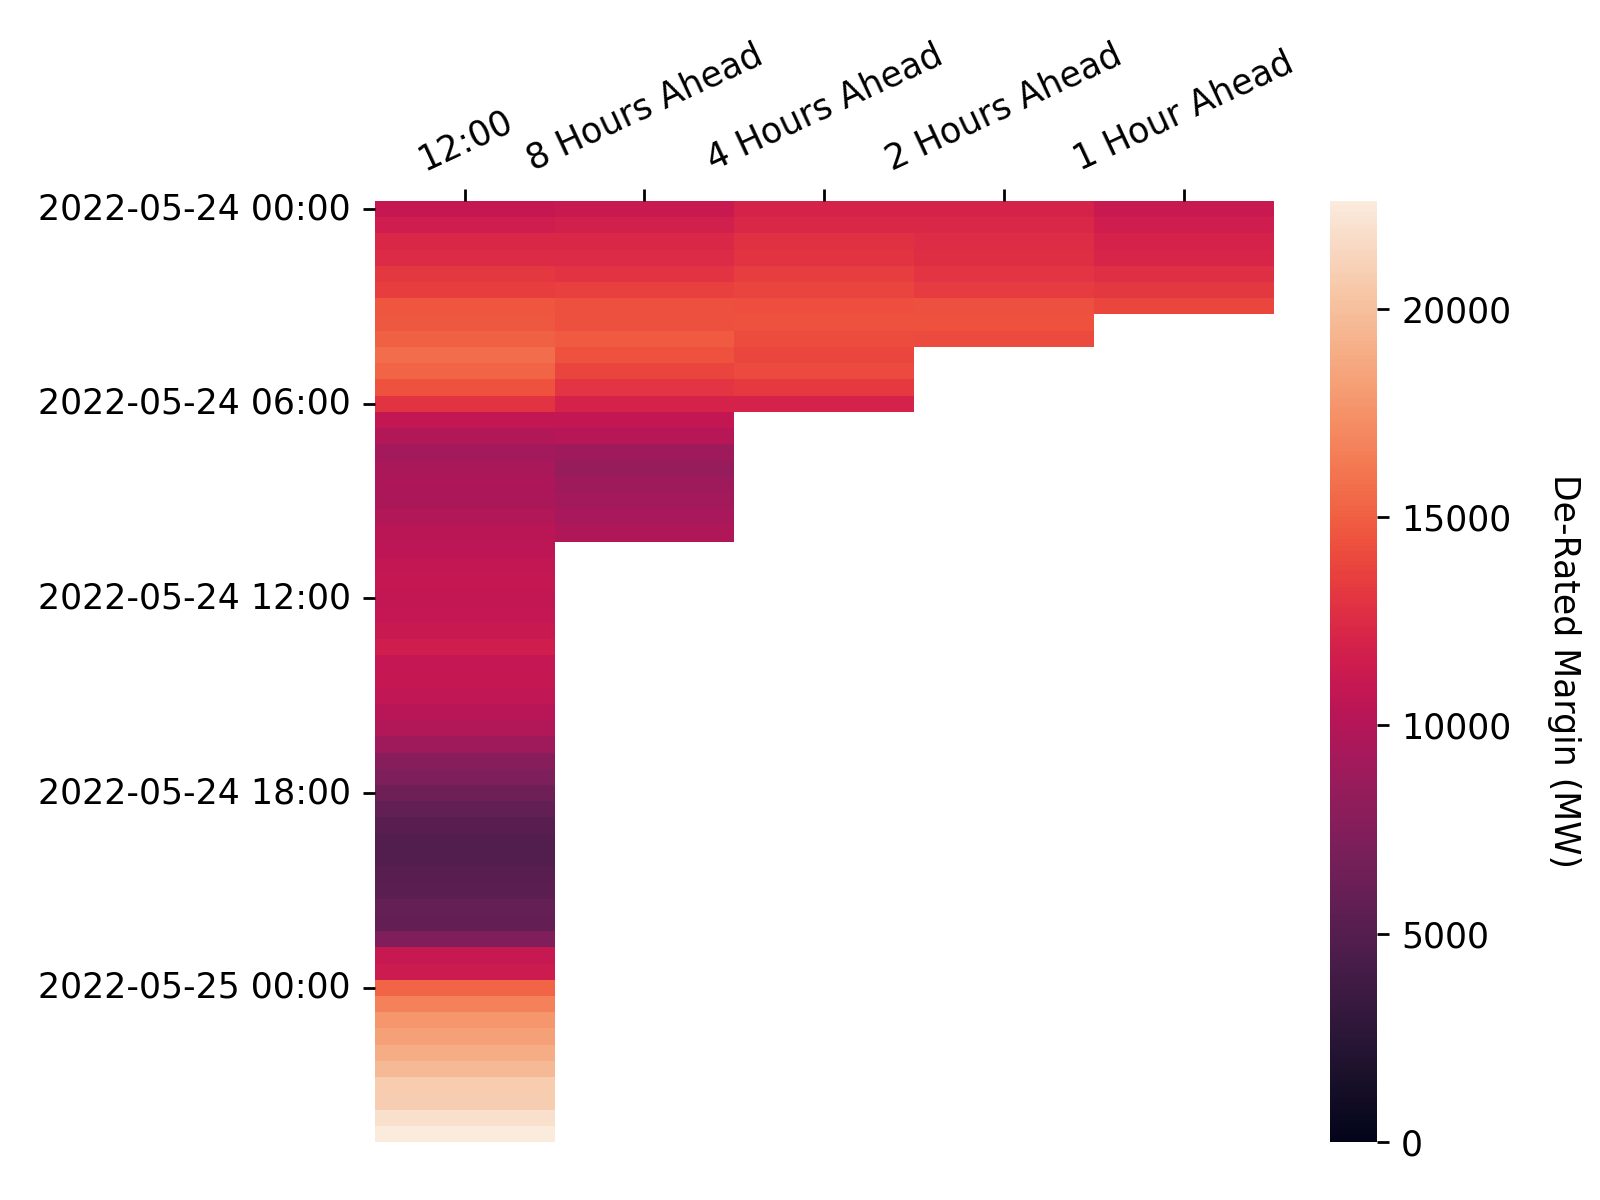 12:00
8 Hours Ahead
4 Hours Ahead
2 Hours Ahead
1 Hour Ahead
2022-05-24 00:00
2022-05-24 06:00
2022-05-24 12:00
2022-05-24 18:00
2022-05-25 00:00
20000
15000
10000
5000
0
De-Rated Margin (MW)